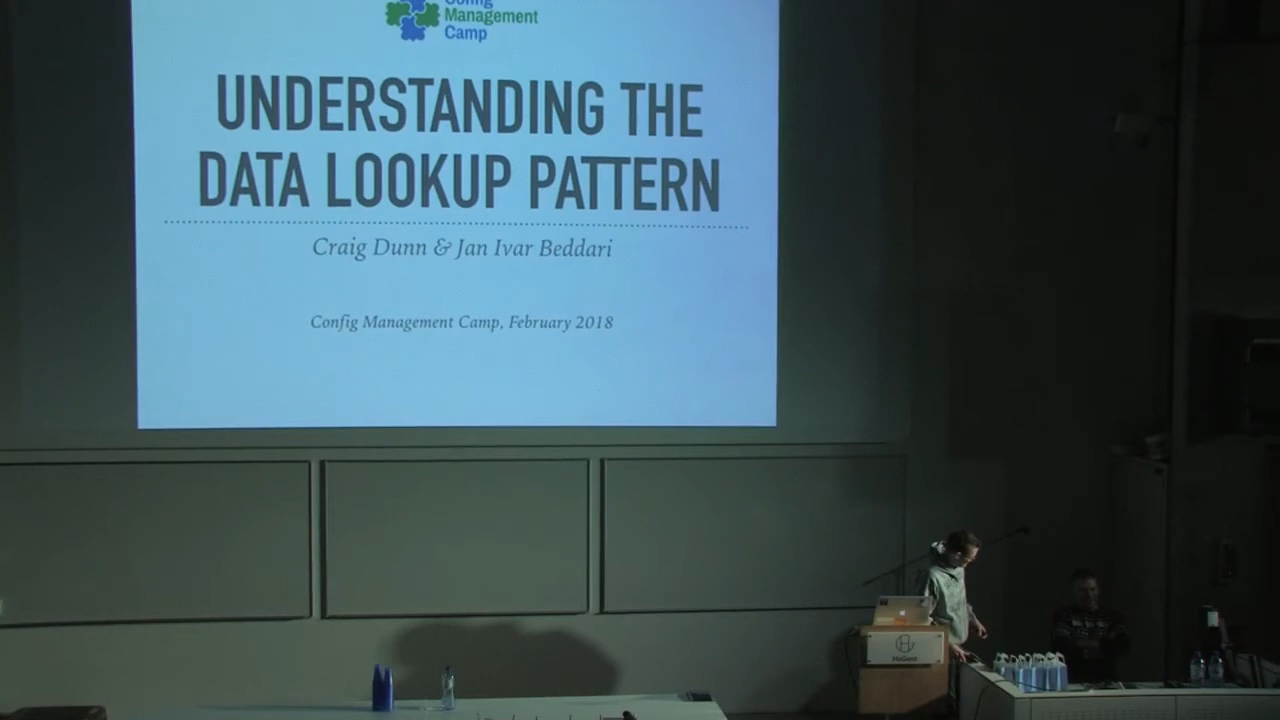 Config
Management
Camp
UNDERSTANDING THE
DATA LOOKUP PATTERN
Craig Dunn & Jan Ivar Beddari
Config Management Camp, February 2018
HoGent